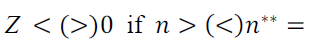 Z < (>)0 if n > (<)n** =